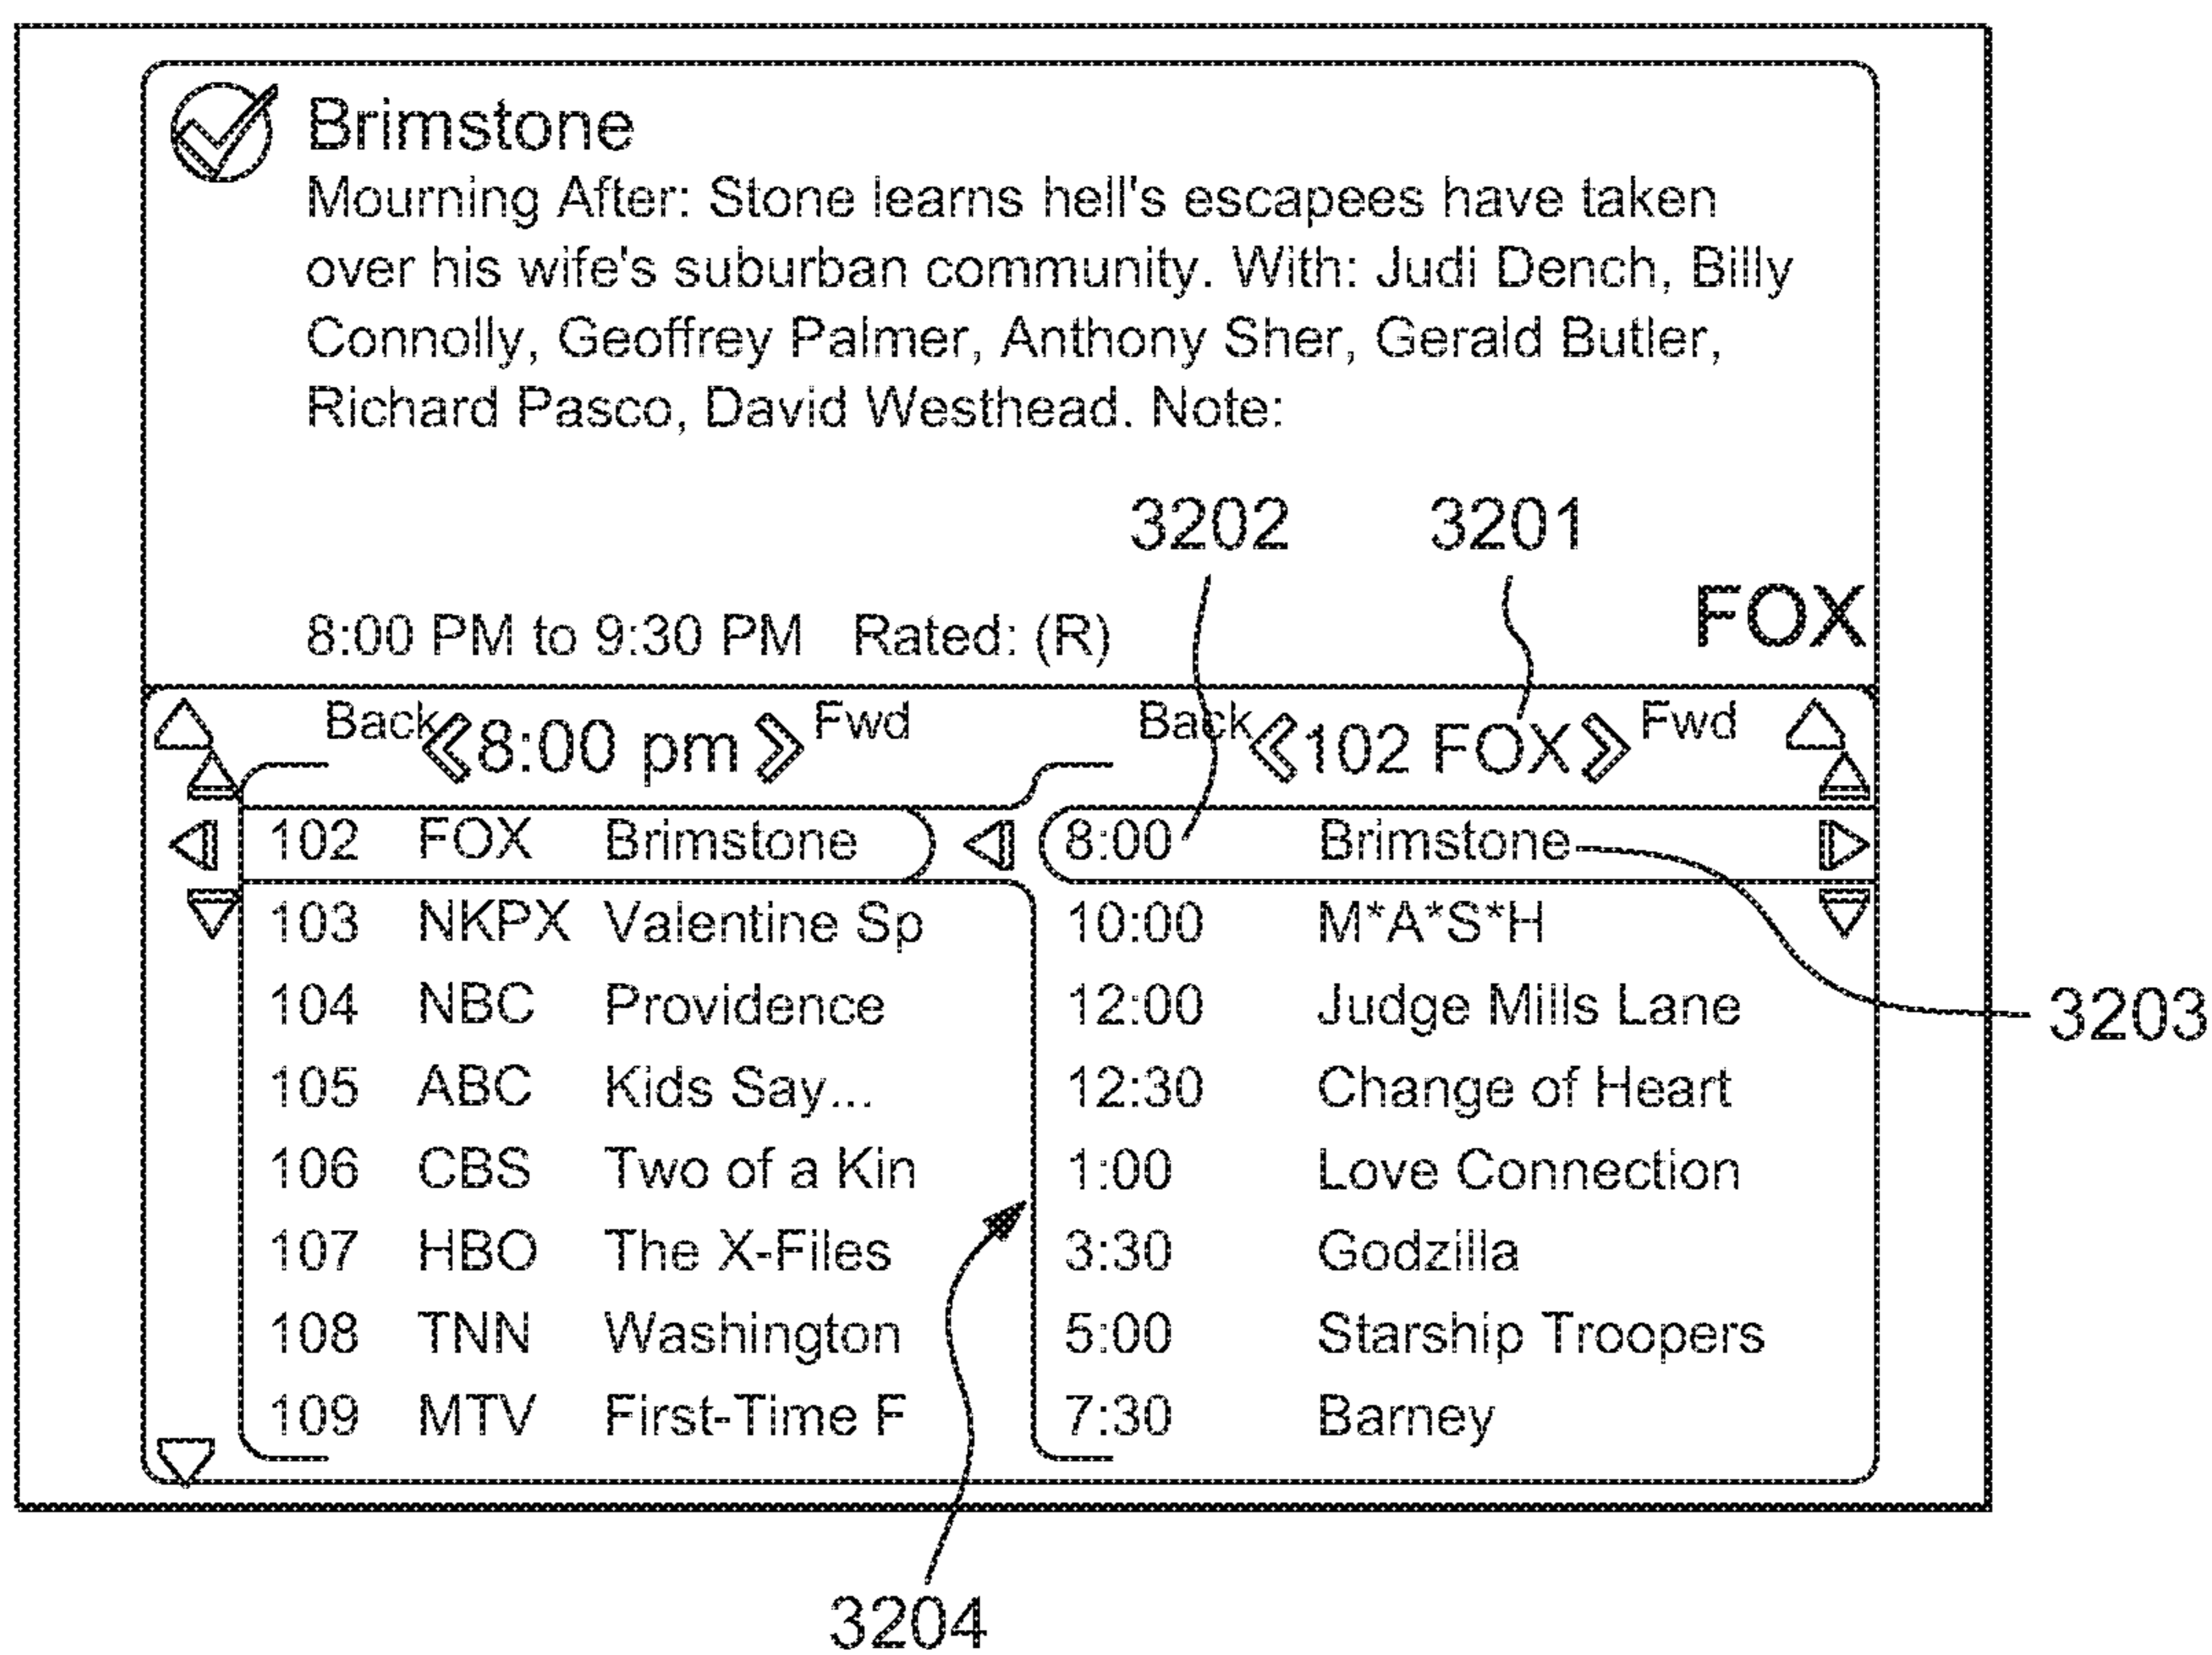 Brimstone
Mourning After: Stone learns hell's escapees have taken
over his wife's suburban community. With: Judi Dench, Billy
Connolly, Geoffrey Palmer, Anthony Sher, Gerald Butler,
Richard Pasco, David Westhead. Note:
3202 3201
FOX
8:00 PM to 9:30 PM Rated: (R)
Back 8:00 pm Fwd Back 102 FOX Fwd
102 FOX Brimstone 8:00 Brimstone
103 NKPX Valentine Sp 10:00 M*A*S*H
3203
104 NBC Providence 12:00 Judge Mills Lane
105 ABC Kids Say... 12:30 Change of Heart
106 CBS Two of a Kin 1:00 Love Connection
107 HBO The X-Files 3:30 Godzilla
108 TNN Washington 5:00 Starship Troopers
109 MTV First-Time F 7:30 Barney
3204